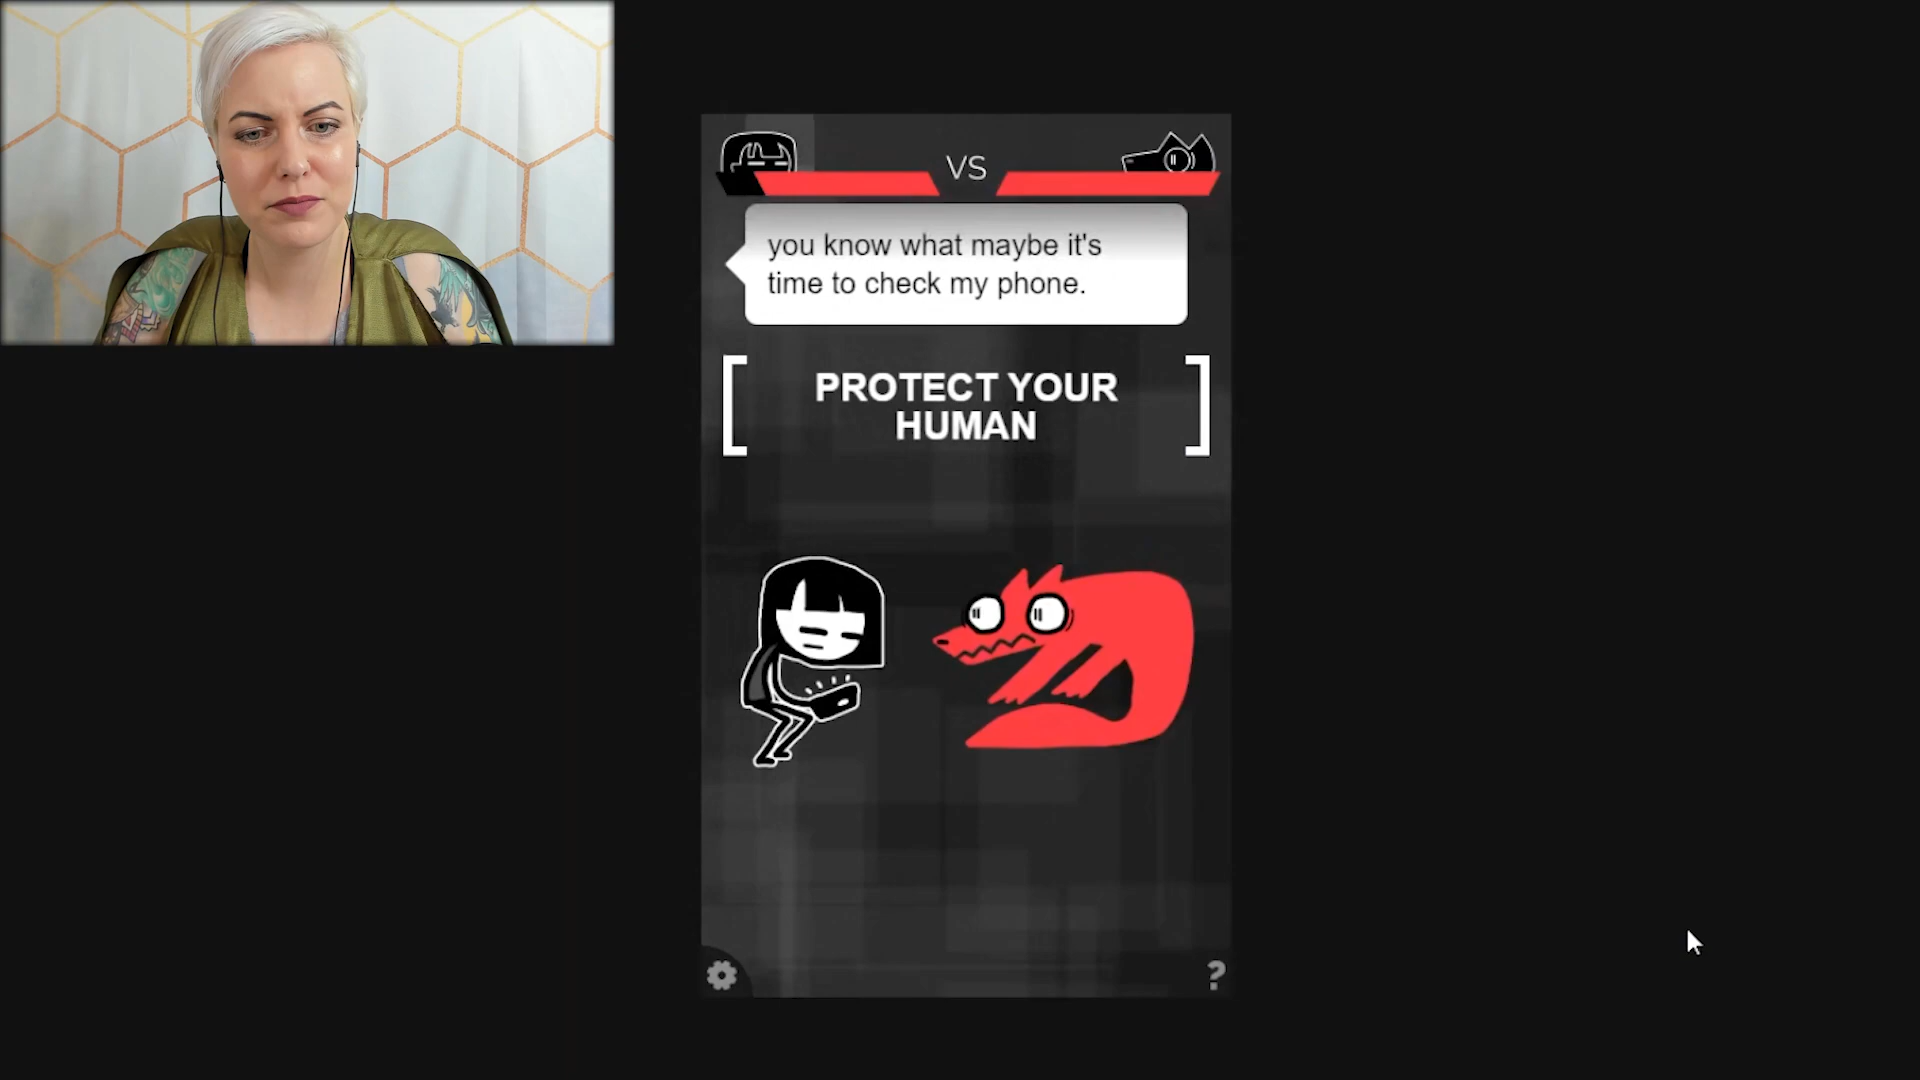 VS
you know what maybe it's
time to check my phone.
PROTECT YOUR
HUMAN
?